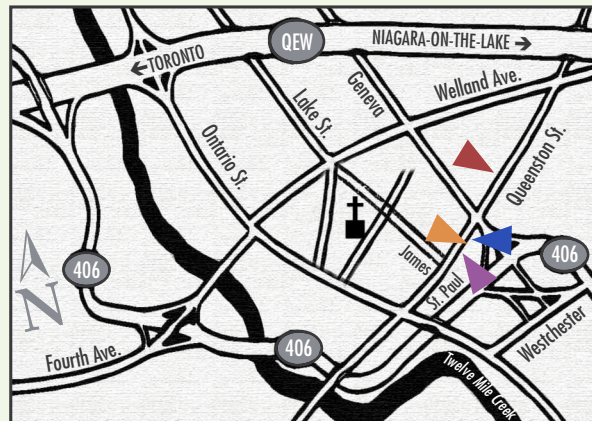 QEW
NIAGARA-ON-THE-LAKE →
← TORONTO
Geneva
Welland Ave.
Lake St.
Ontario St.
Queenston St.
James
St. Paul
406
406
N
406
Westchester
Fourth Ave.
Twelve Mile Creek